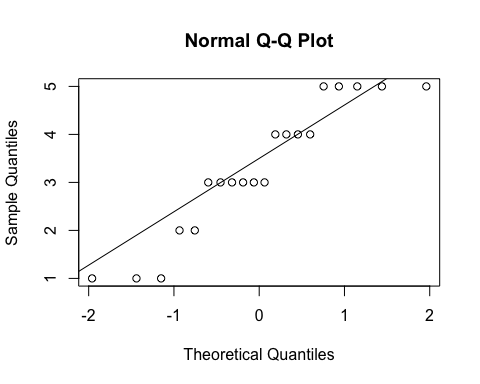 Normal Q-Q Plot
5
4
3
2
1
Sample Quantiles
-2 -1 0 1 2
Theoretical Quantiles